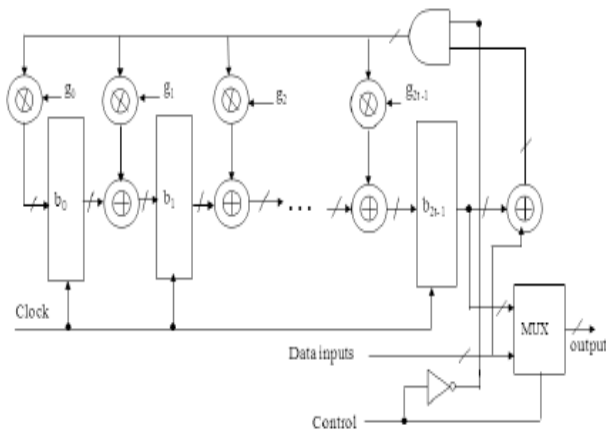 g0 g1 g2 g2t-1
b0 b1 ... b2t-1
Clock
MUX
Data inputs
output
Control